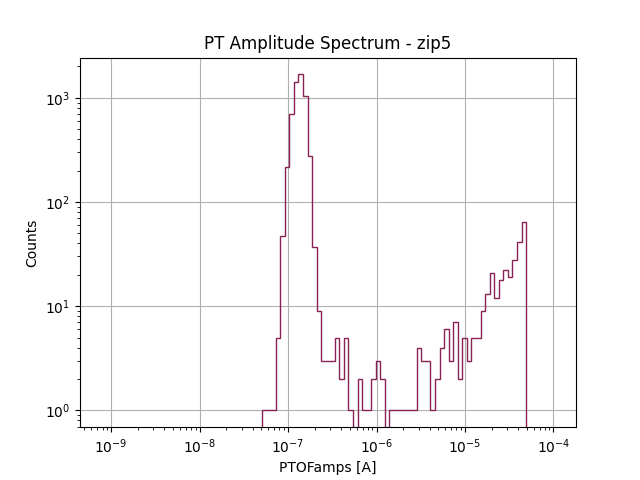 PT Amplitude Spectrum - zip5
Counts
10³
10²
10¹
10⁰
10⁻⁹ 10⁻⁸ 10⁻⁷ 10⁻⁶ 10⁻⁵ 10⁻⁴
PTOFamps [A]